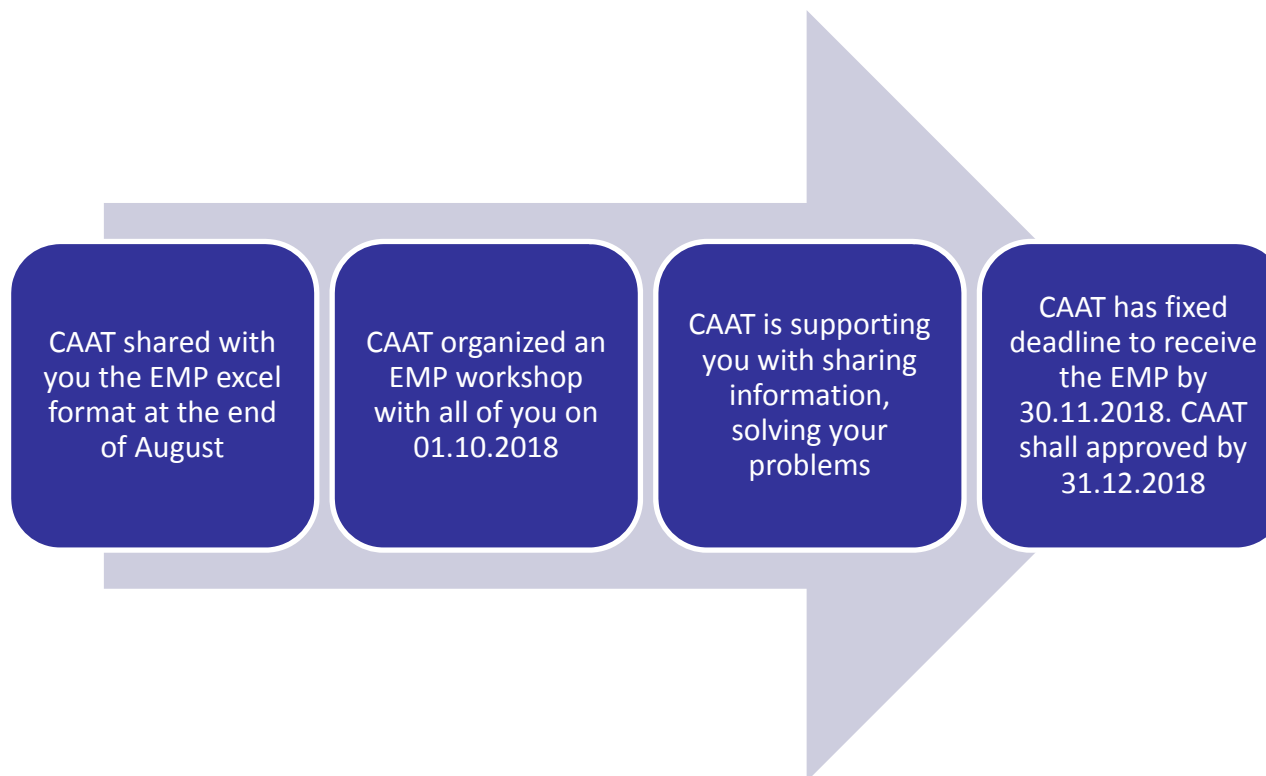 CAAT shared with
you the EMP excel
format at the end
of August
CAAT organized an
EMP workshop
with all of you on
01.10.2018
CAAT is supporting
you with sharing
information,
solving your
problems
CAAT has fixed
deadline to receive
the EMP by
30.11.2018. CAAT
shall approved by
31.12.2018